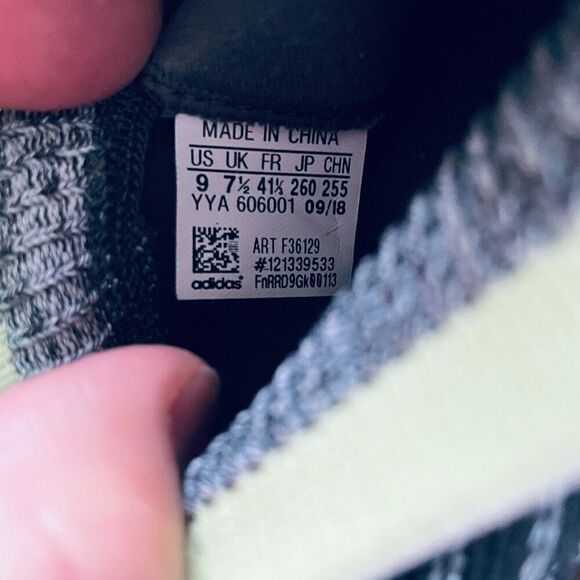 MADE IN CHINA
US UK FR JP CHN
9 7½ 41⅓ 260 255
YYA 606001 09/18
ART F36129
#121339533
adidas FnRRD9Gk00113